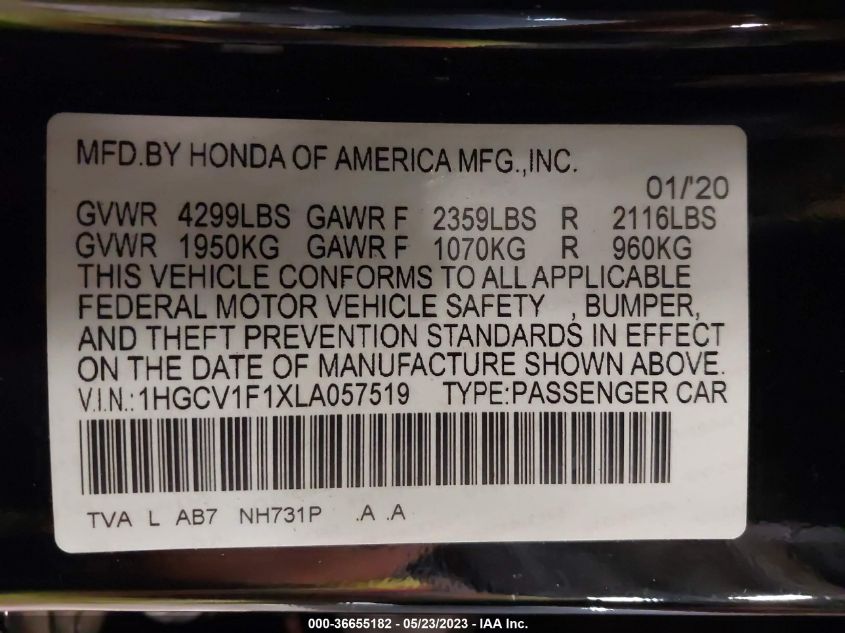 MFD.BY HONDA OF AMERICA MFG.,INC.
01/'20
GVWR 4299LBS GAWR F 2359LBS R 2116LBS
GVWR 1950KG GAWR F 1070KG R 960KG
THIS VEHICLE CONFORMS TO ALL APPLICABLE
FEDERAL MOTOR VEHICLE SAFETY , BUMPER,
AND THEFT PREVENTION STANDARDS IN EFFECT
ON THE DATE OF MANUFACTURE SHOWN ABOVE.
V.I.N.:1HGCV1F1XLA057519 TYPE:PASSENGER CAR
TVA L AB7 NH731P .A .A
000-36655182 - 05/23/2023 - IAA Inc.